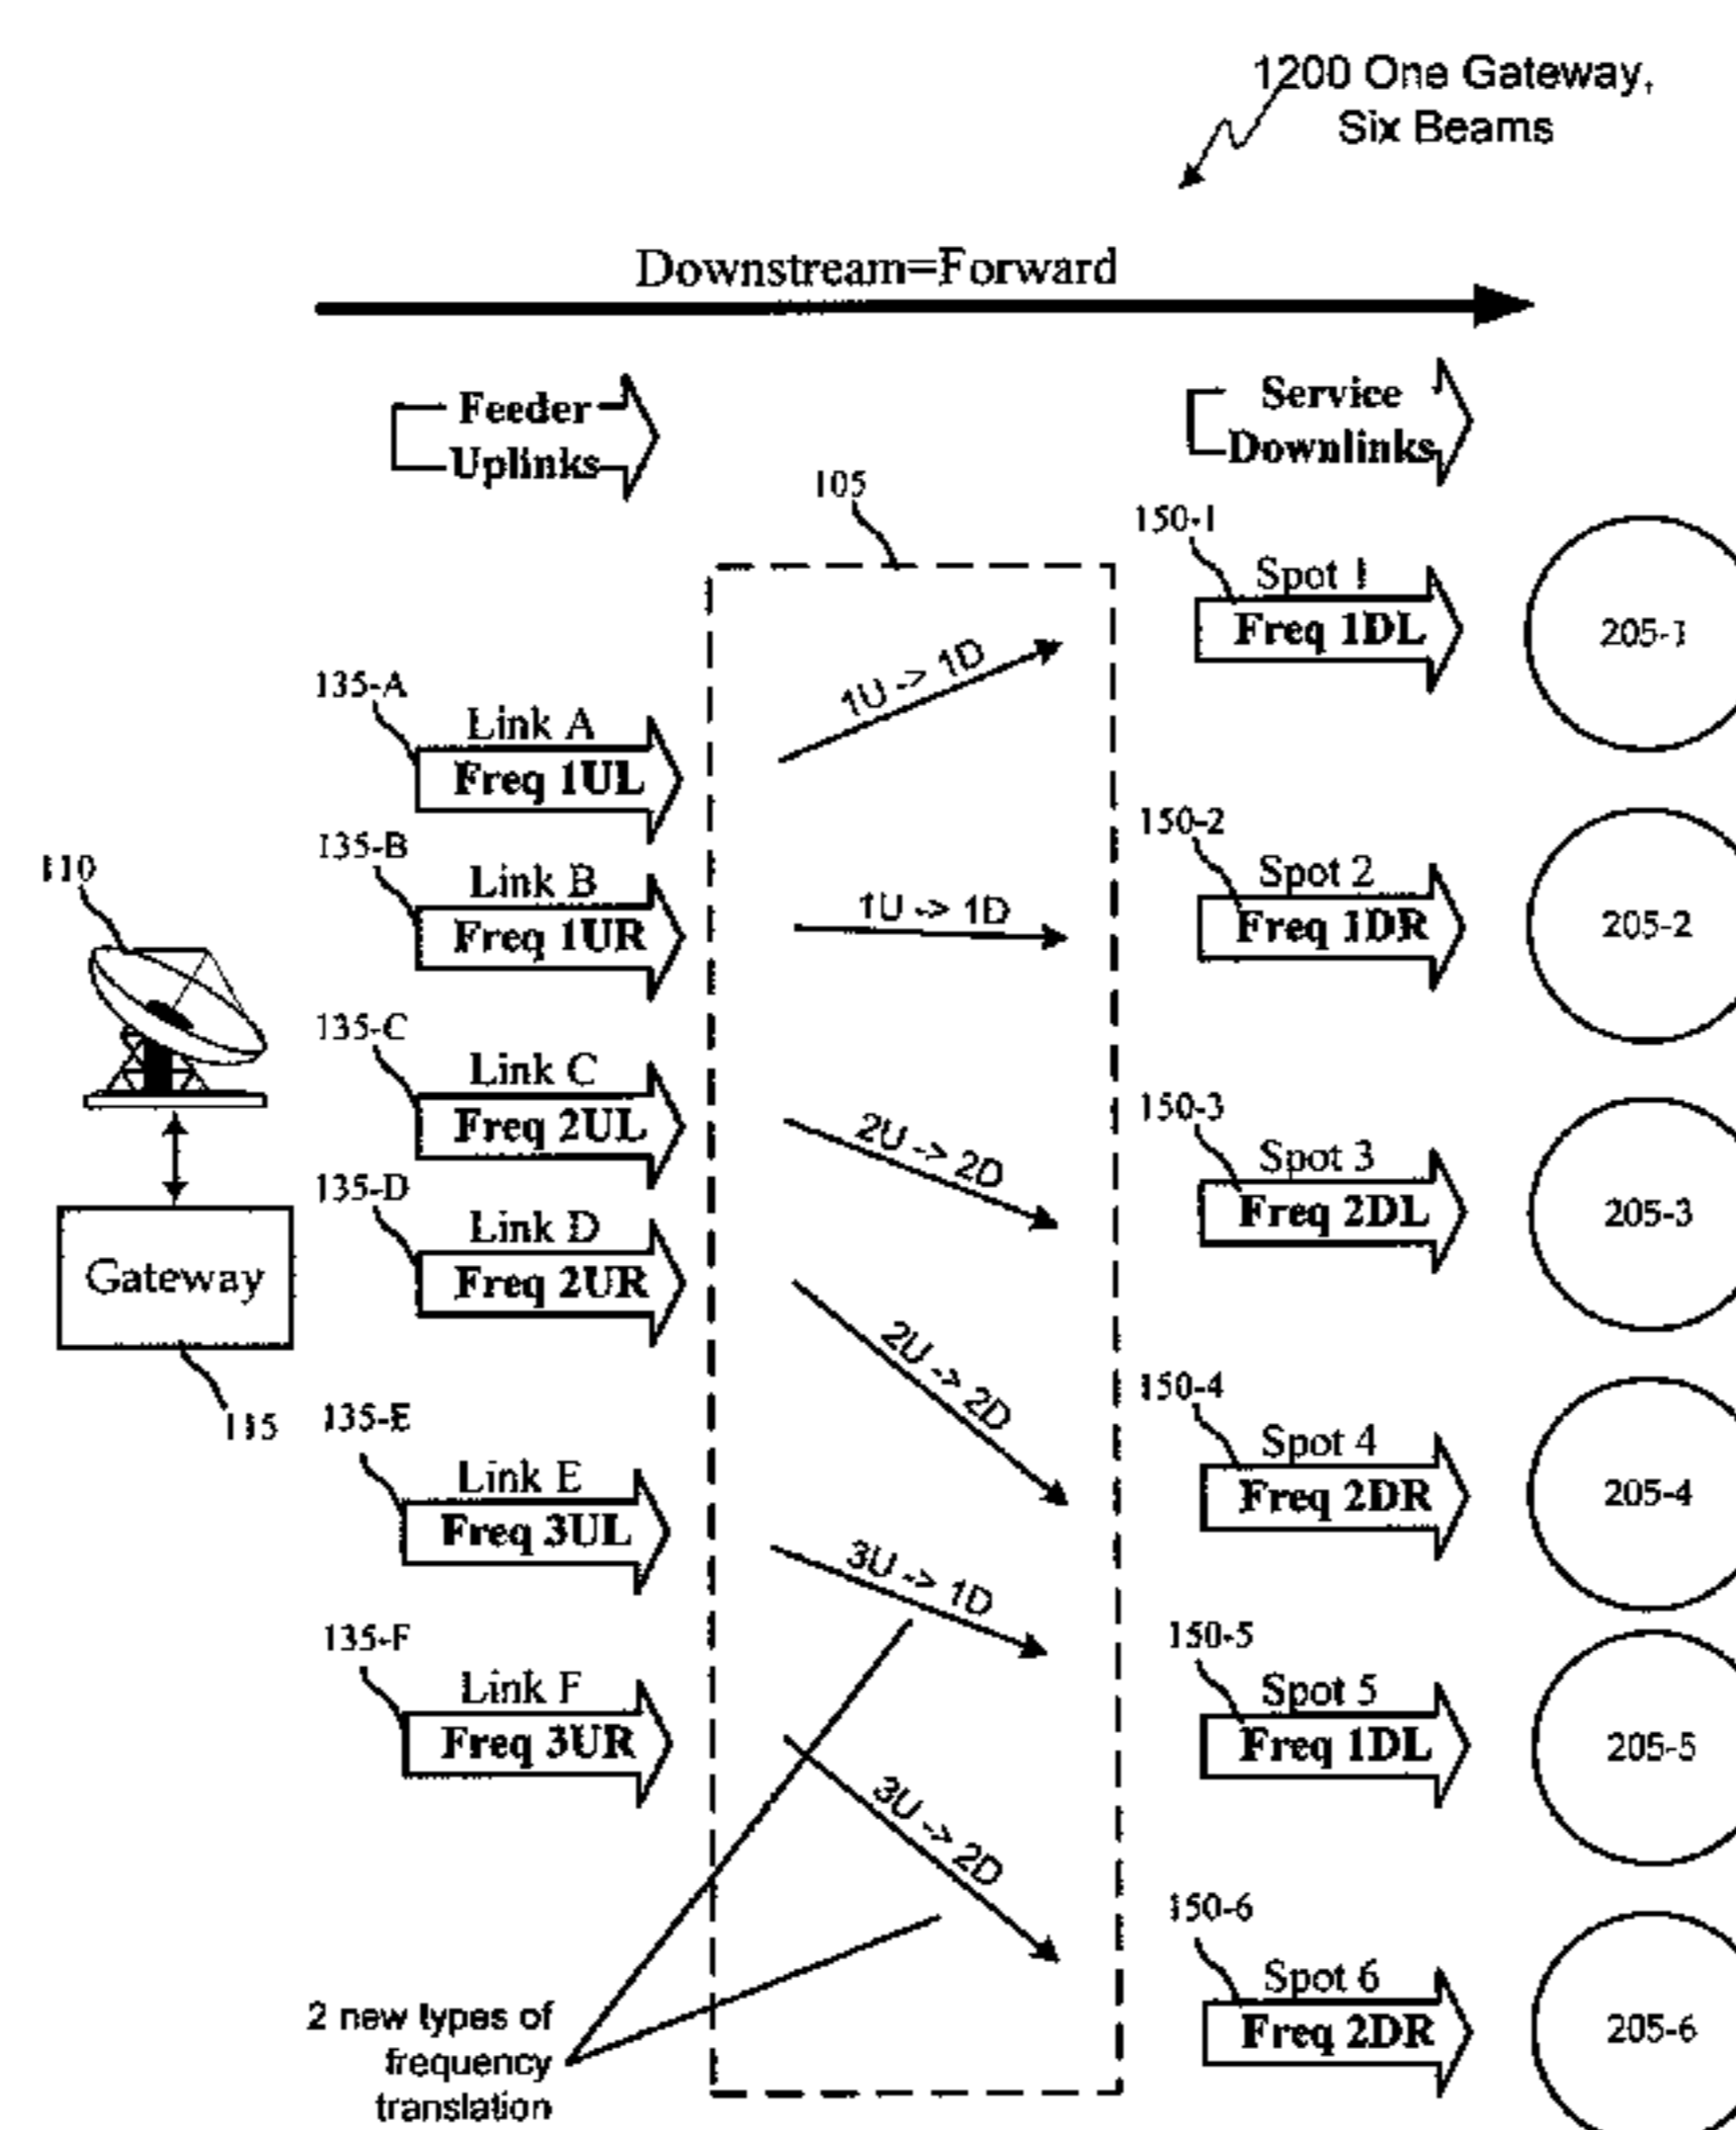 1200 One Gateway,
Six Beams
Downstream=Forward
Feeder
Uplinks
Service
Downlinks
105
150-1
Spot 1
Freq 1DL
205-1
1U -> 1D
135-A
Link A
Freq 1UL
135-B
Link B
Freq 1UR
1U -> 1D
150-2
Spot 2
Freq 1DR
205-2
110
135-C
Link C
Freq 2UL
2U -> 2D
150-3
Spot 3
Freq 2DL
205-3
135-D
Link D
Freq 2UR
Gateway
115
2U -> 2D
150-4
Spot 4
Freq 2DR
205-4
135-E
Link E
Freq 3UL
3U -> 1D
150-5
Spot 5
Freq 1DL
205-5
135-F
Link F
Freq 3UR
3U -> 2D
150-6
Spot 6
Freq 2DR
205-6
2 new types of
frequency
translation